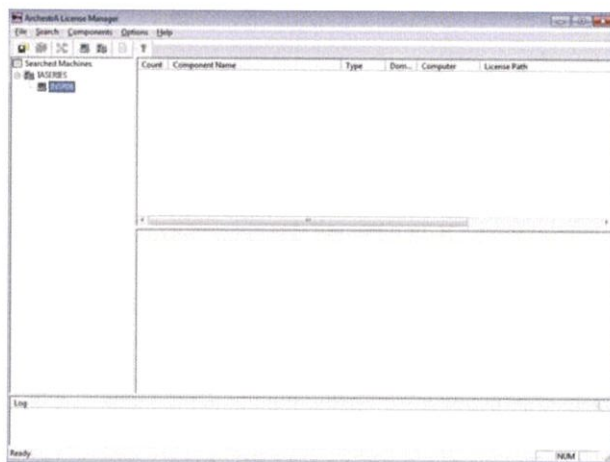 ArchestrA License Manager
File Search Components Options Help
Searched Machines
Count Component Name Type Dom... Computer License Path
IASERIES
Log
Ready NUM